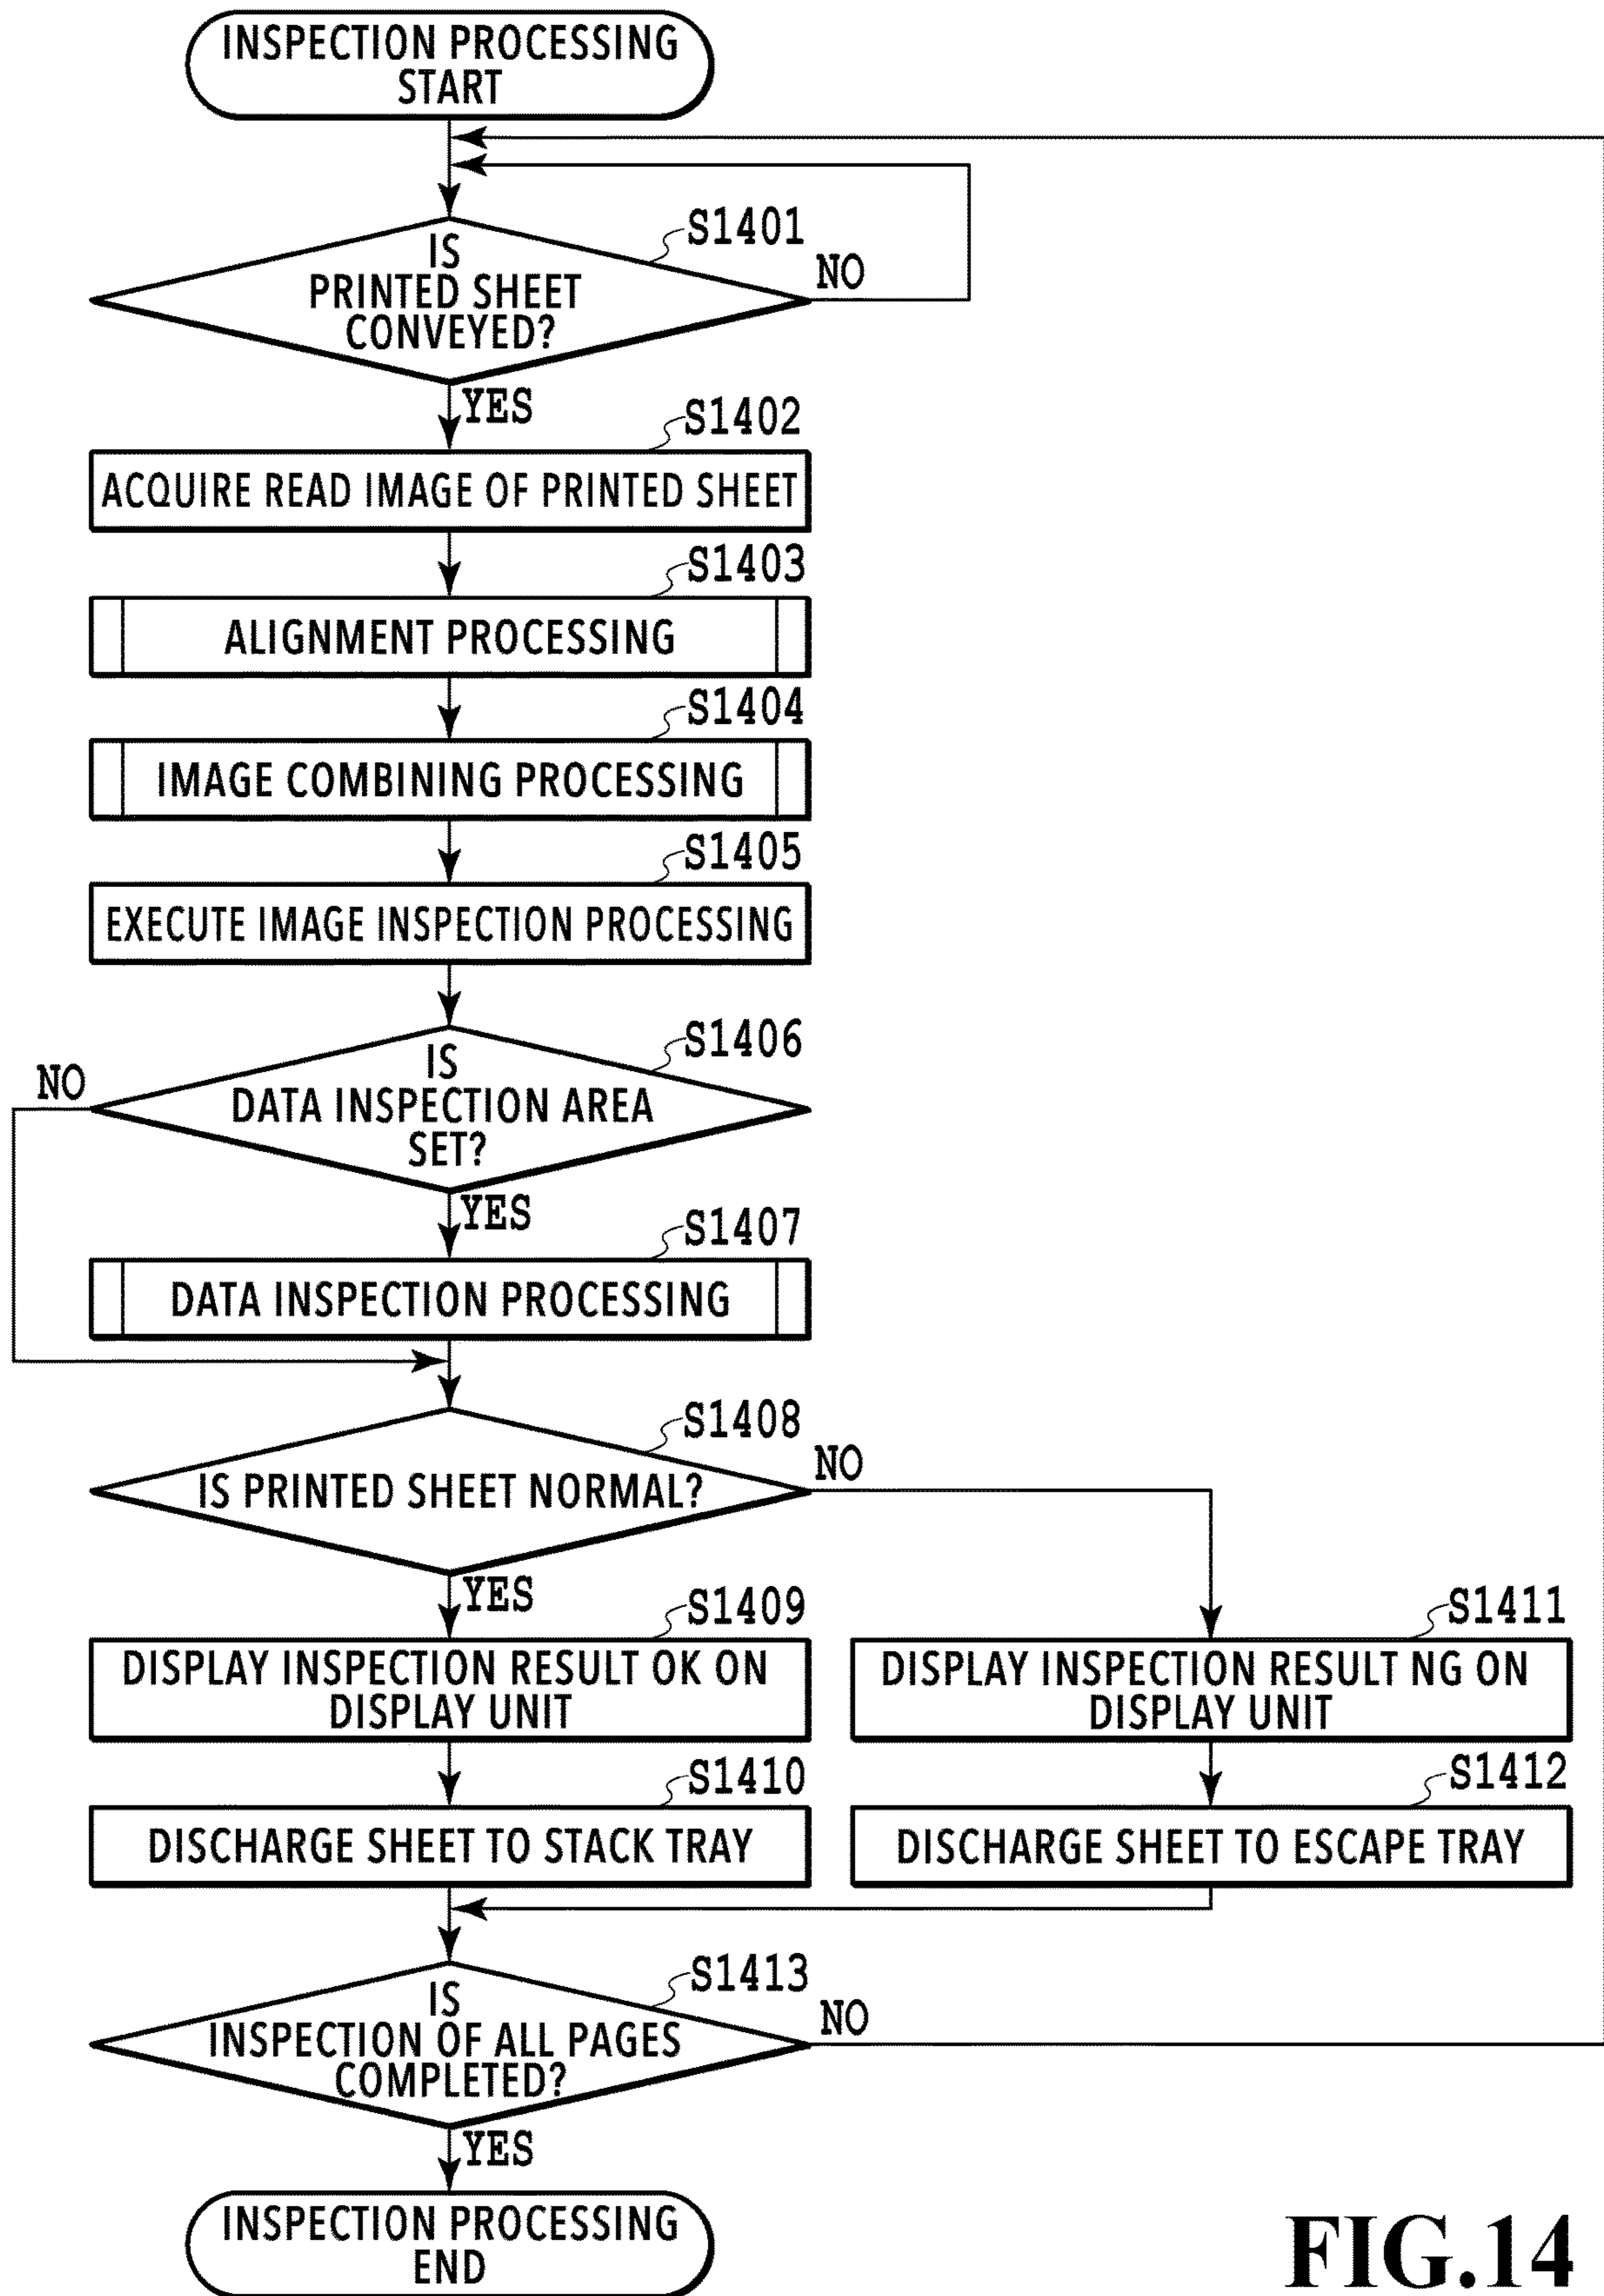 INSPECTION PROCESSING
START
S1401
IS
PRINTED SHEET
CONVEYED?
NO
YES
S1402
ACQUIRE READ IMAGE OF PRINTED SHEET
S1403
ALIGNMENT PROCESSING
S1404
IMAGE COMBINING PROCESSING
S1405
EXECUTE IMAGE INSPECTION PROCESSING
S1406
IS
DATA INSPECTION AREA
SET?
NO
YES
S1407
DATA INSPECTION PROCESSING
S1408
IS PRINTED SHEET NORMAL?
NO
YES
S1409
DISPLAY INSPECTION RESULT OK ON
DISPLAY UNIT
S1411
DISPLAY INSPECTION RESULT NG ON
DISPLAY UNIT
S1410
DISCHARGE SHEET TO STACK TRAY
S1412
DISCHARGE SHEET TO ESCAPE TRAY
S1413
IS
INSPECTION OF ALL PAGES
COMPLETED?
NO
YES
INSPECTION PROCESSING
END
FIG.14